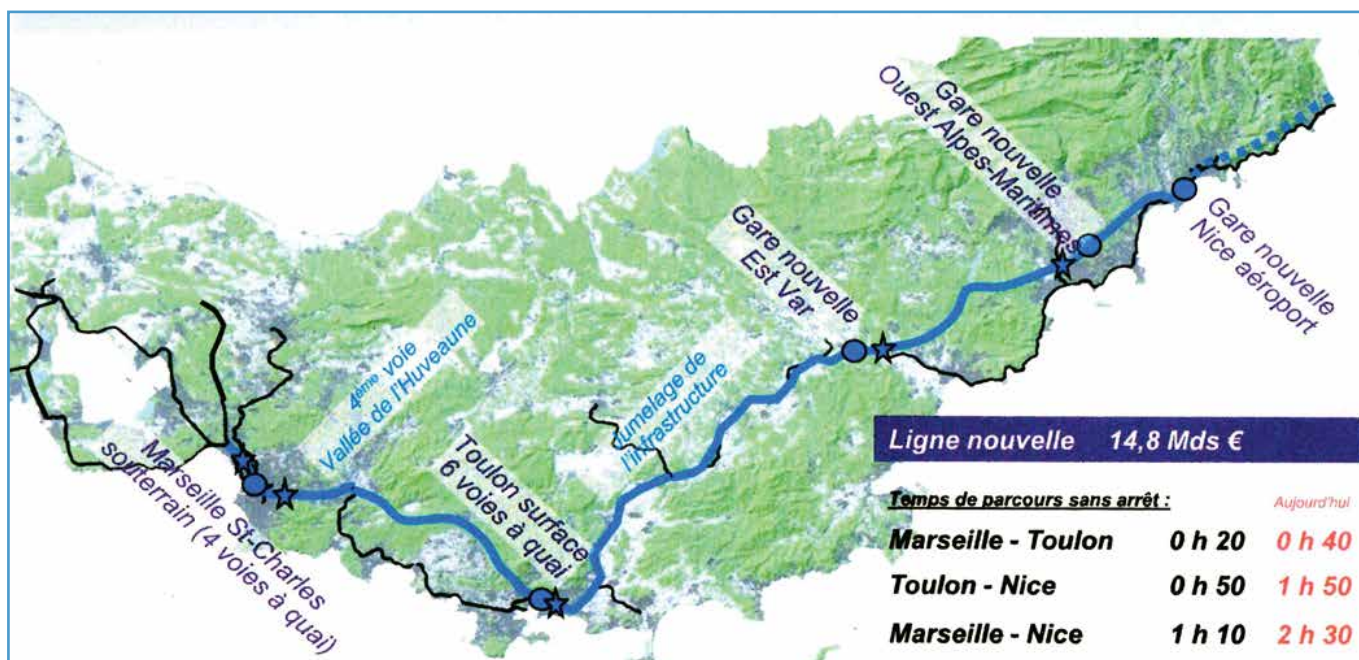 Gare nouvelle
Ouest Alpes-Maritimes
Gare nouvelle
Nice aéroport
Gare nouvelle
Est Var
4ème voie
Vallée de l'Huveaune
Jumelage de
l'infrastructure
Toulon surface
6 voies à quai
Marseille St-Charles
souterrain (4 voies à quai)
Ligne nouvelle 14,8 Mds €
Temps de parcours sans arrêt : Aujourd'hui
Marseille - Toulon 0 h 20 0 h 40
Toulon - Nice 0 h 50 1 h 50
Marseille - Nice 1 h 10 2 h 30